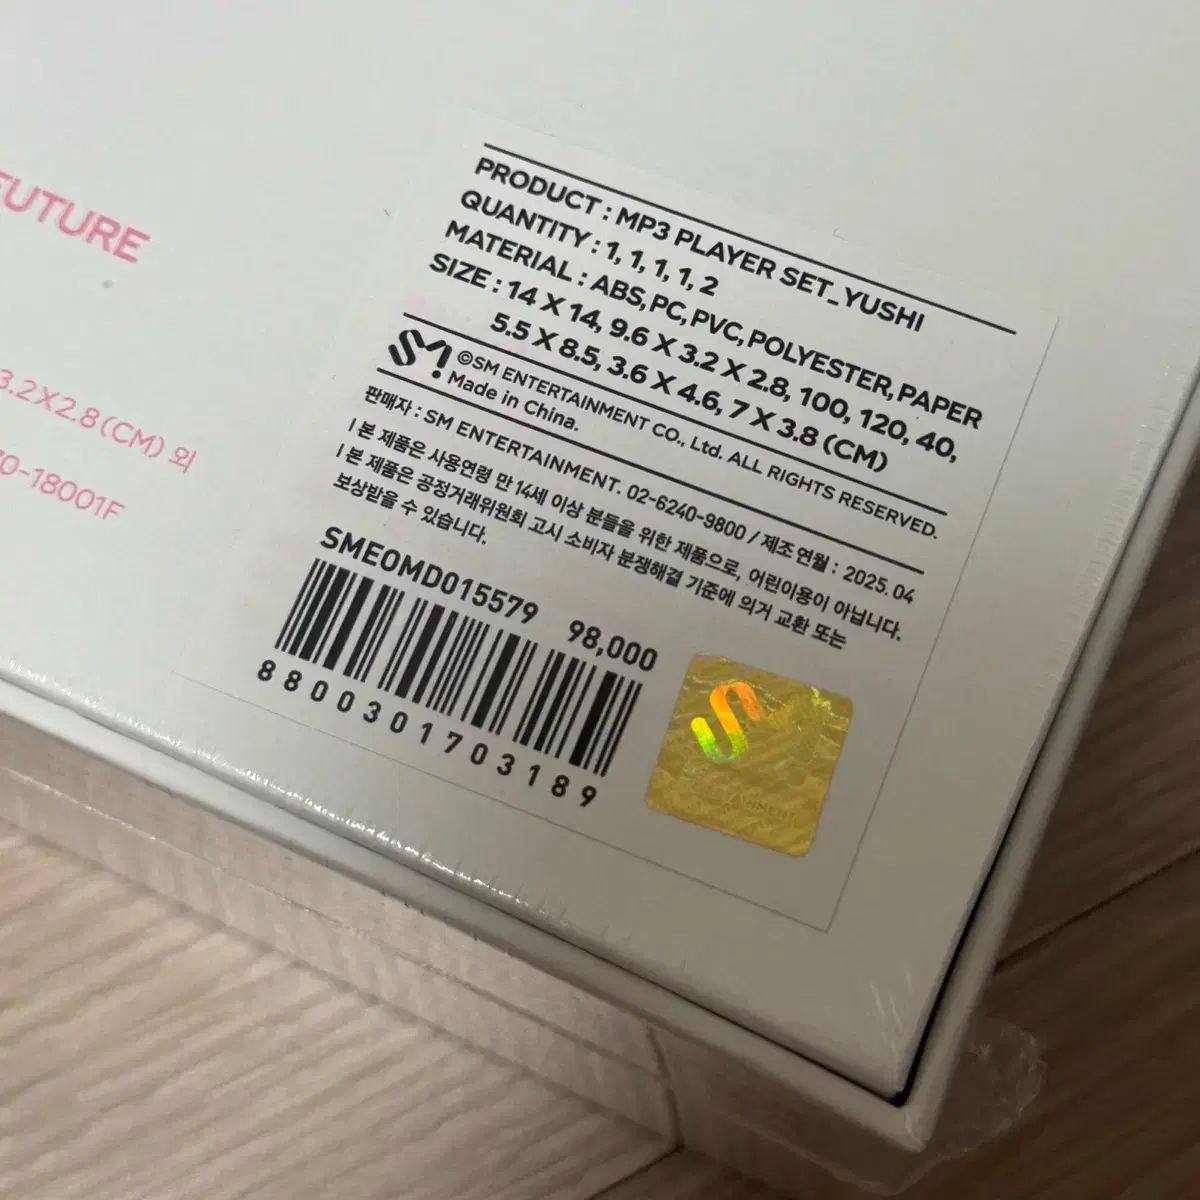 FUTURE
3.2X2.8(CM) 외
70-18001F
PRODUCT : MP3 PLAYER SET_YUSHI
QUANTITY : 1, 1, 1, 1, 2
MATERIAL : ABS, PC, PVC, POLYESTER, PAPER
SIZE : 14 X 14, 9.6 X 3.2 X 2.8, 100, 120, 40,
5.5 X 8.5, 3.6 X 4.6, 7 X 3.8 (CM)
SM ©SM ENTERTAINMENT CO., Ltd. ALL RIGHTS RESERVED.
Made in China.
판매자 : SM ENTERTAINMENT. 02-6240-9800 / 제조 연월 : 2025. 04
l 본 제품은 사용연령 만 14세 이상 분들을 위한 제품으로, 어린이용이 아닙니다.
l 본 제품은 공정거래위원회 고시 소비자 분쟁해결 기준에 의거 교환 또는
보상받을 수 있습니다.
SMEOMD015579 98,000
8800301703189